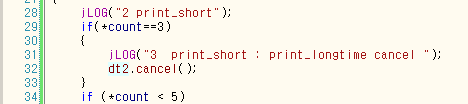 28 jLOG("2 print_short");
29 if(*count==3)
30 {
31 jLOG("3  print_short : print_longtime cancel ");
32 dt2.cancel();
33 }
34 if (*count < 5)